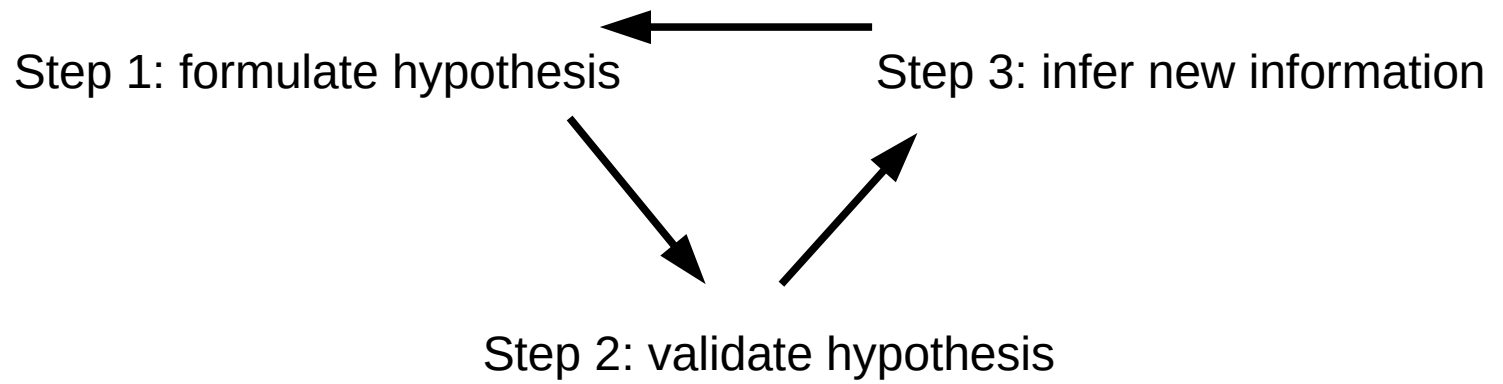 Step 1: formulate hypothesis
Step 3: infer new information
Step 2: validate hypothesis